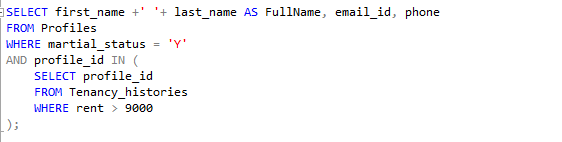 SELECT first_name +' '+ last_name AS FullName, email_id, phone
FROM Profiles
WHERE martial_status = 'Y'
AND profile_id IN (
SELECT profile_id
FROM Tenancy_histories
WHERE rent > 9000
);